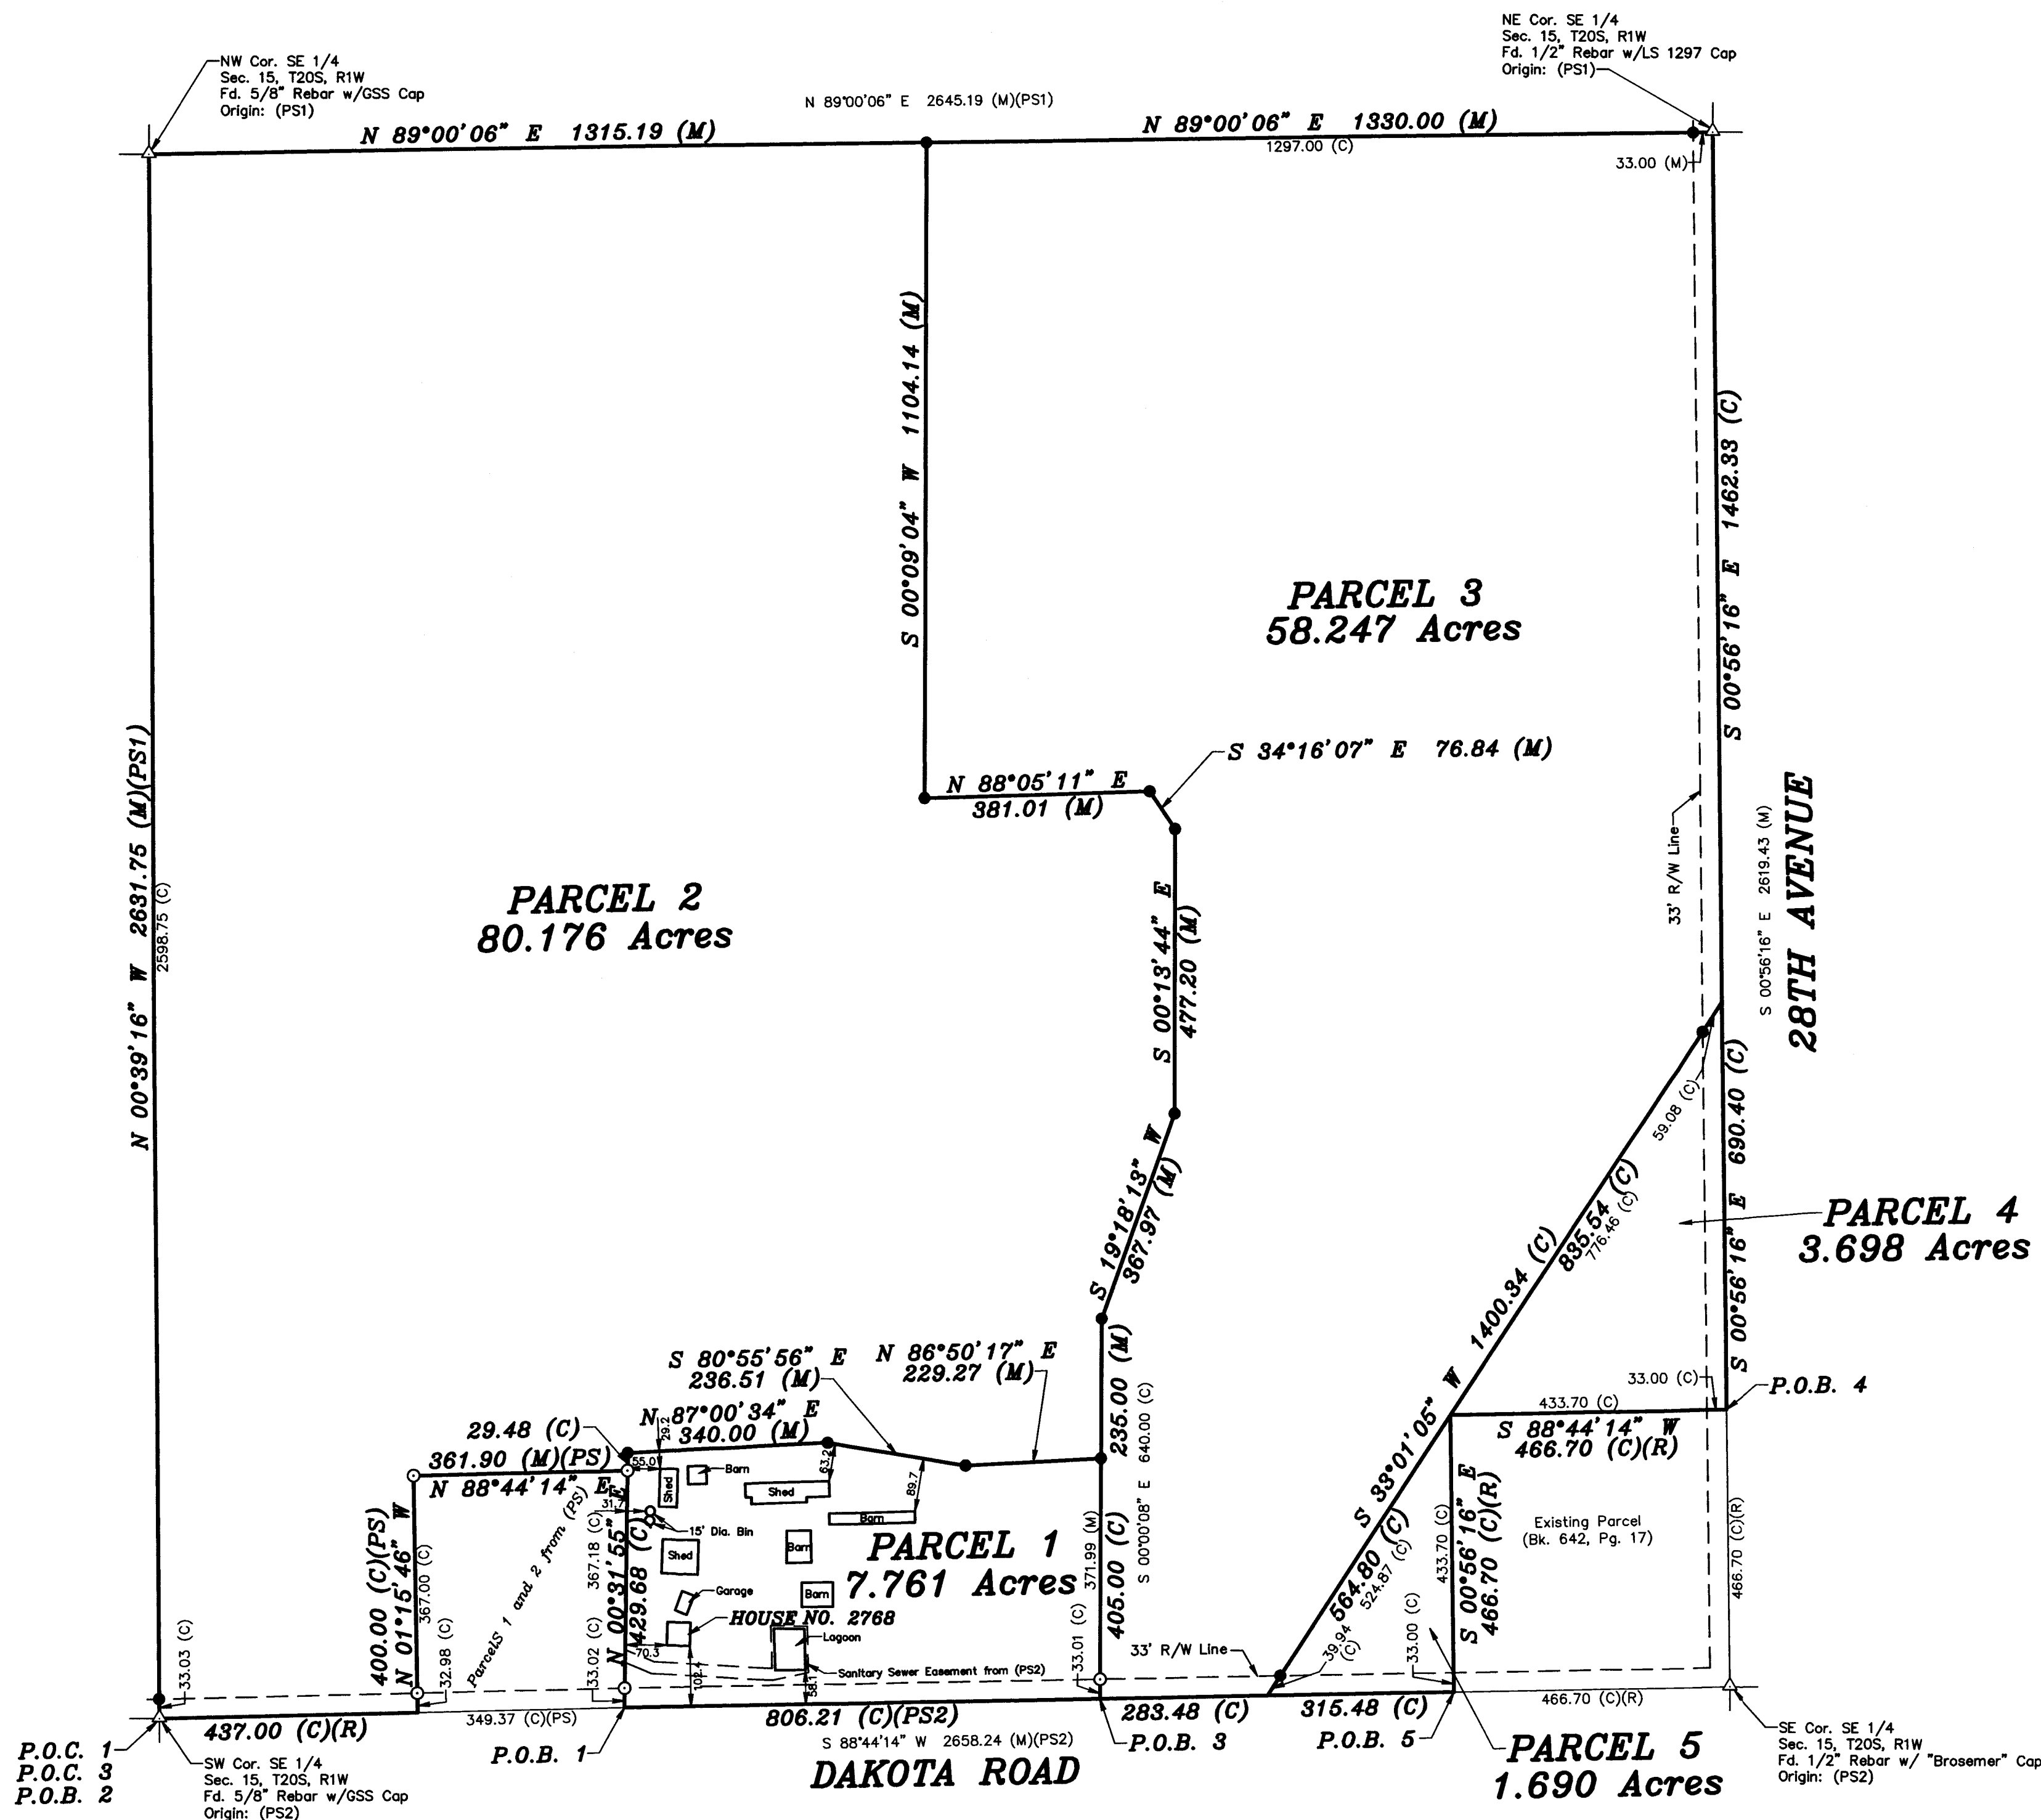 NW Cor. SE 1/4
Sec. 15, T20S, R1W
Fd. 5/8" Rebar w/GSS Cap
Origin: (PS1)
NE Cor. SE 1/4
Sec. 15, T20S, R1W
Fd. 1/2" Rebar w/LS 1297 Cap
Origin: (PS1)
N 89°00'06" E 2645.19 (M)(PS1)
N 89°00'06" E 1315.19 (M)
N 89°00'06" E 1330.00 (M)
1297.00 (C)
33.00 (M)
S 00°09'04" W 1104.14 (M)
S 00°56'16" E 1462.33 (C)
PARCEL 3
58.247 Acres
S 34°16'07" E 76.84 (M)
N 88°05'11" E
381.01 (M)
N 00°39'16" W 2631.75 (M)(PS1)
2598.75 (C)
PARCEL 2
80.176 Acres
S 00°13'44" E
477.20 (M)
33' R/W Line
S 00°56'16" E 2619.43 (M)
28TH AVENUE
59.08 (C)
S 00°56'16" E 690.40 (C)
835.54 (C)
776.46 (C)
PARCEL 4
3.698 Acres
S 19°18'13" W
367.97 (M)
S 33°01'05" W 1400.34 (C)
235.00 (M)
S 00°00'08" E 640.00 (C)
S 80°55'56" E
236.51 (M)
N 86°50'17" E
229.27 (M)
N 87°00'34" E
340.00 (M)
29.2
29.48 (C)
361.90 (M)(PS)
N 88°44'14" E
33.00 (C)
P.O.B. 4
433.70 (C)
S 88°44'14" W
466.70 (C)(R)
55.0
Shed
Barn
Shed
63.2
89.7
Barn
31.7
15' Dia. Bin
Shed
Barn
Barn
Garage
HOUSE NO. 2768
Lagoon
Sanitary Sewer Easement from (PS2)
70.3
102.4
58.1
PARCEL 1
7.761 Acres
400.00 (C)(PS)
N 01°15'46" W
367.00 (C)
32.98 (C)
ParcelS 1 and 2 from (PS)
367.18 (C)
33.02 (C)
N 00°31'55" E
429.68 (C)
371.99 (M)
33.01 (C)
405.00 (C)
564.80 (C)
524.87 (C)
39.94
(C)
433.70 (C)
33.00 (C)
S 00°56'16" E
466.70 (C)(R)
Existing Parcel
(Bk. 642, Pg. 17)
466.70 (C)(R)
33' R/W Line
33.03 (C)
437.00 (C)(R)
349.37 (C)(PS)
806.21 (C)(PS2)
283.48 (C)
315.48 (C)
466.70 (C)(R)
P.O.C. 1
P.O.C. 3
P.O.B. 2
SW Cor. SE 1/4
Sec. 15, T20S, R1W
Fd. 5/8" Rebar w/GSS Cap
Origin: (PS2)
P.O.B. 1
S 88°44'14" W 2658.24 (M)(PS2)
DAKOTA ROAD
P.O.B. 3
P.O.B. 5
PARCEL 5
1.690 Acres
SE Cor. SE 1/4
Sec. 15, T20S, R1W
Fd. 1/2" Rebar w/ "Brosemer" Cap
Origin: (PS2)